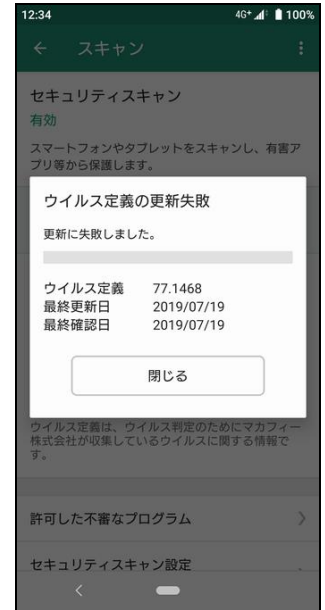 12:34 4G+ 100%
スキャン
セキュリティスキャン
有効
スマートフォンやタブレットをスキャンし、有害ア
プリ等から保護します。
ウイルス定義の更新失敗
更新に失敗しました。
ウイルス定義 77.1468
最終更新日 2019/07/19
最終確認日 2019/07/19
閉じる
ウイルス定義は、ウイルス判定のためにマカフィー
株式会社が収集しているウイルスに関する情報で
す。
許可した不審なプログラム
セキュリティスキャン設定